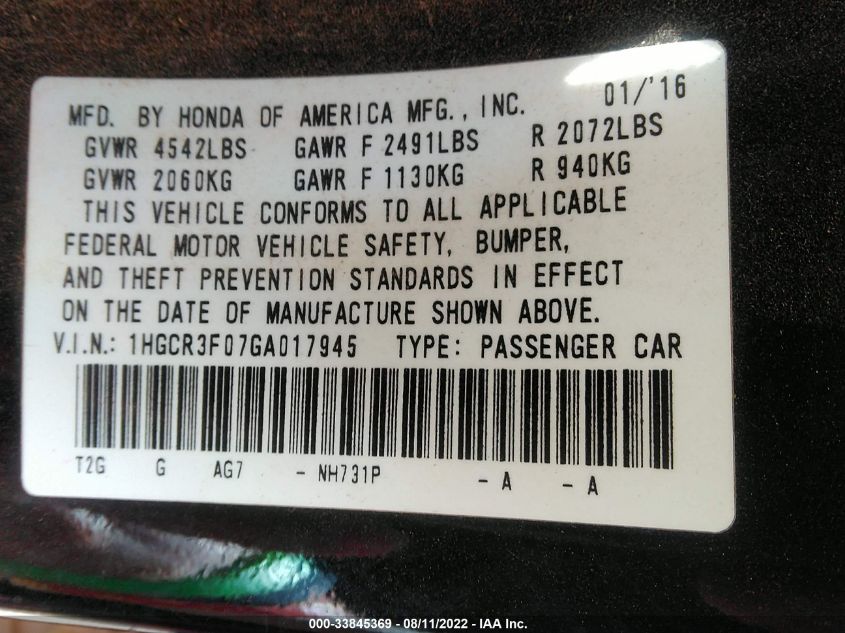 MFD. BY HONDA OF AMERICA MFG., INC. 01/'16
GVWR 4542LBS GAWR F 2491LBS R 2072LBS
GVWR 2060KG GAWR F 1130KG R 940KG
THIS VEHICLE CONFORMS TO ALL APPLICABLE
FEDERAL MOTOR VEHICLE SAFETY, BUMPER,
AND THEFT PREVENTION STANDARDS IN EFFECT
ON THE DATE OF MANUFACTURE SHOWN ABOVE.
V.I.N.: 1HGCR3F07GA017945 TYPE: PASSENGER CAR
T2G G AG7 - NH731P - A - A
000-33845369 - 08/11/2022 - IAA Inc.